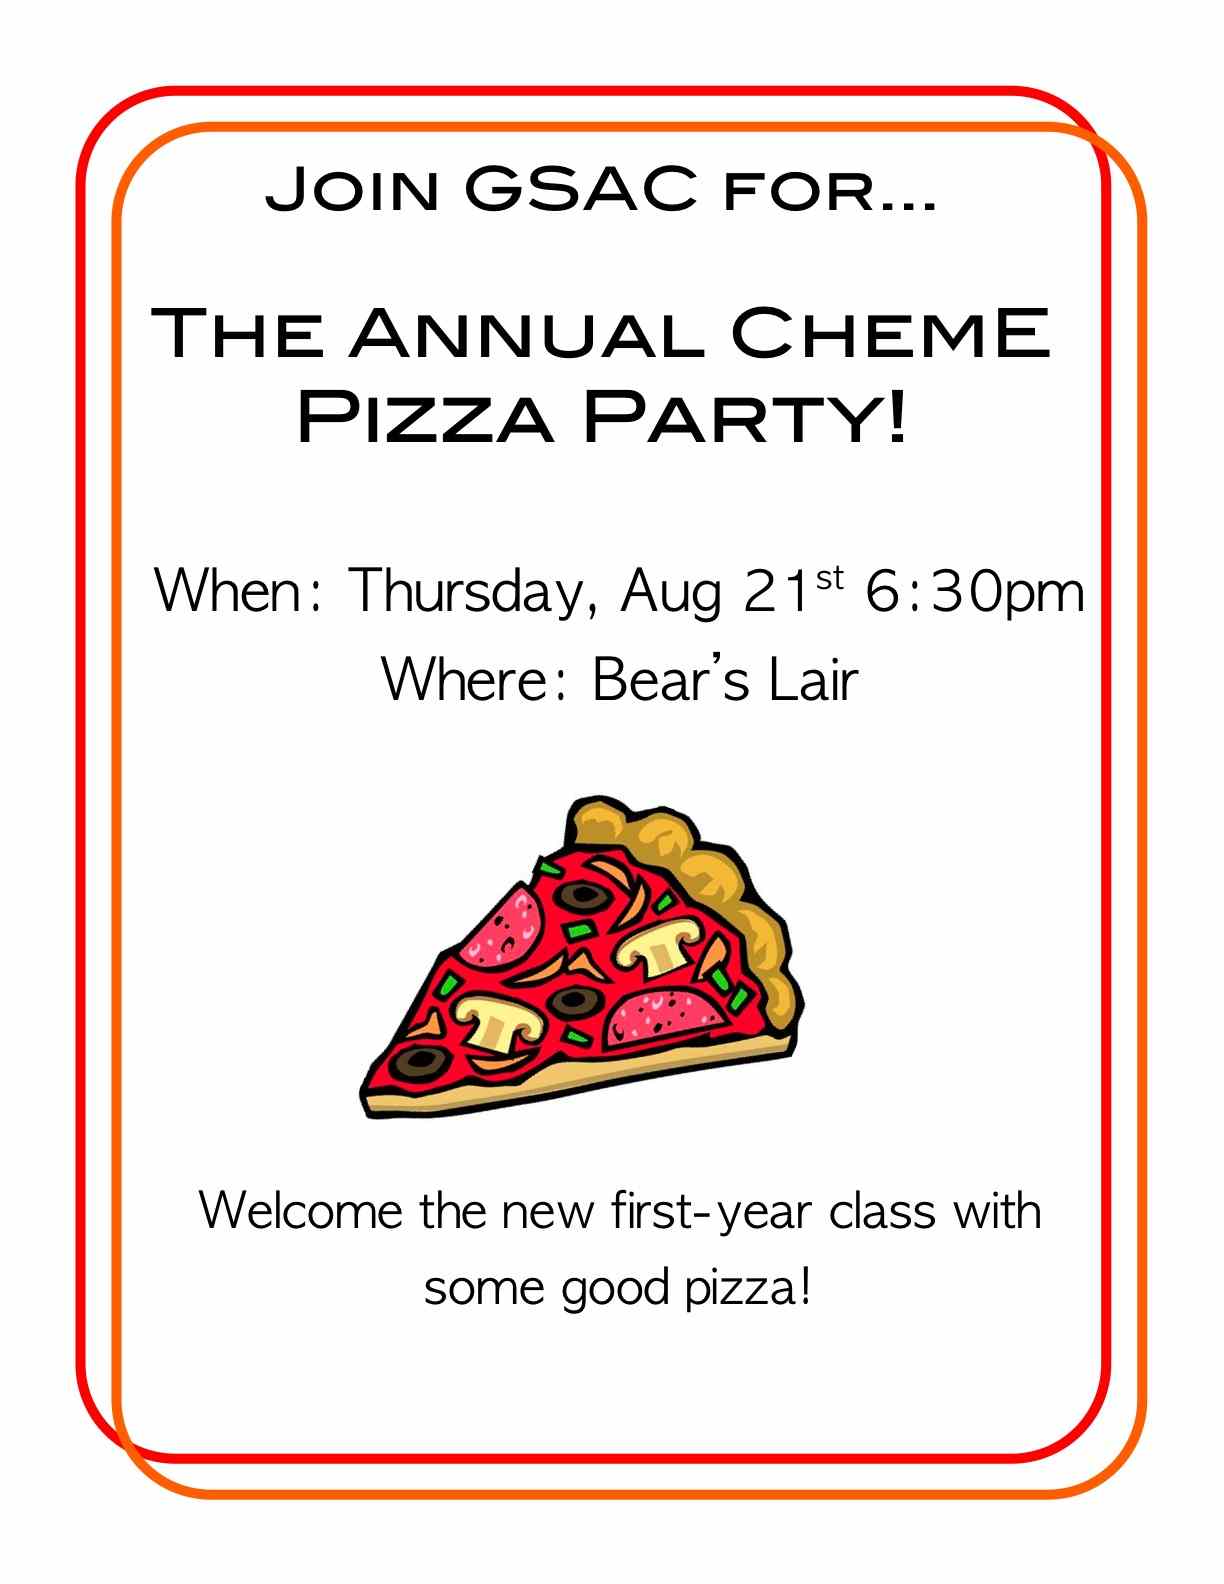 Join GSAC for...
The Annual ChemE
Pizza Party!
When: Thursday, Aug 21st 6:30pm
Where: Bear’s Lair
Welcome the new first-year class with
some good pizza!